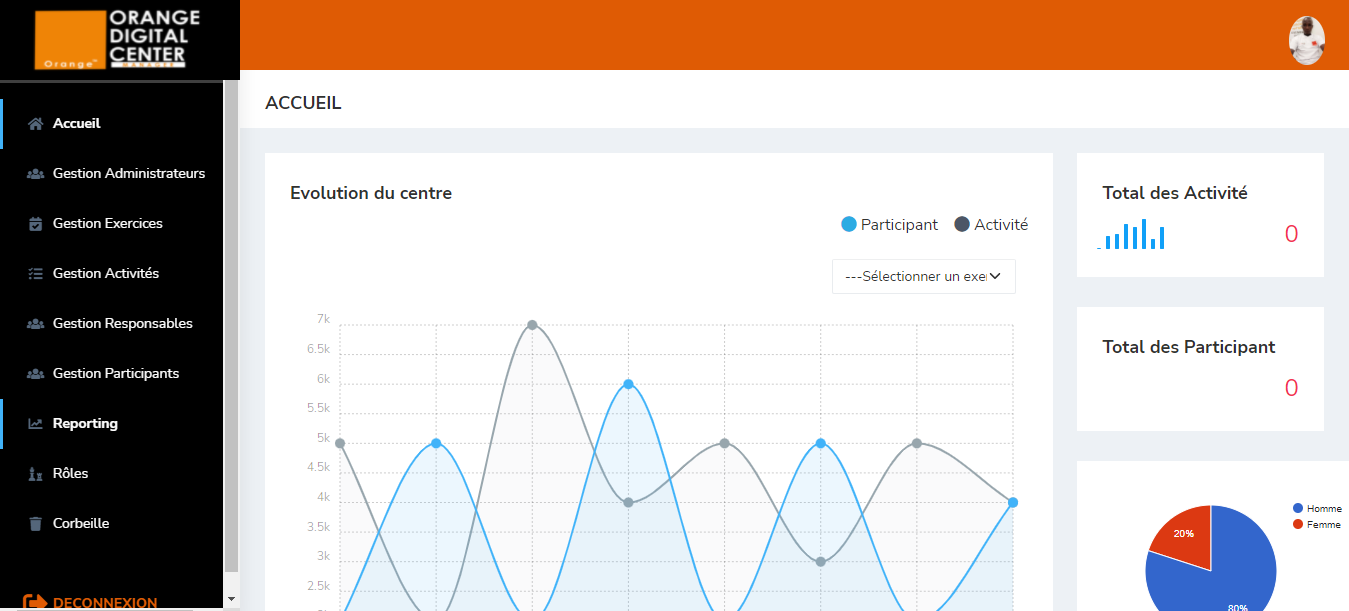 ORANGE
DIGITAL
CENTER
Orange™
Accueil
Gestion Administrateurs
Gestion Exercices
Gestion Activités
Gestion Responsables
Gestion Participants
Reporting
Rôles
Corbeille
DECONNEXION
ACCUEIL
Evolution du centre
Participant
Activité
---Sélectionner un exe
7k
6.5k
6k
5.5k
5k
4.5k
4k
3.5k
3k
2.5k
Total des Activité
0
Total des Participant
0
Homme
Femme
20%
80%